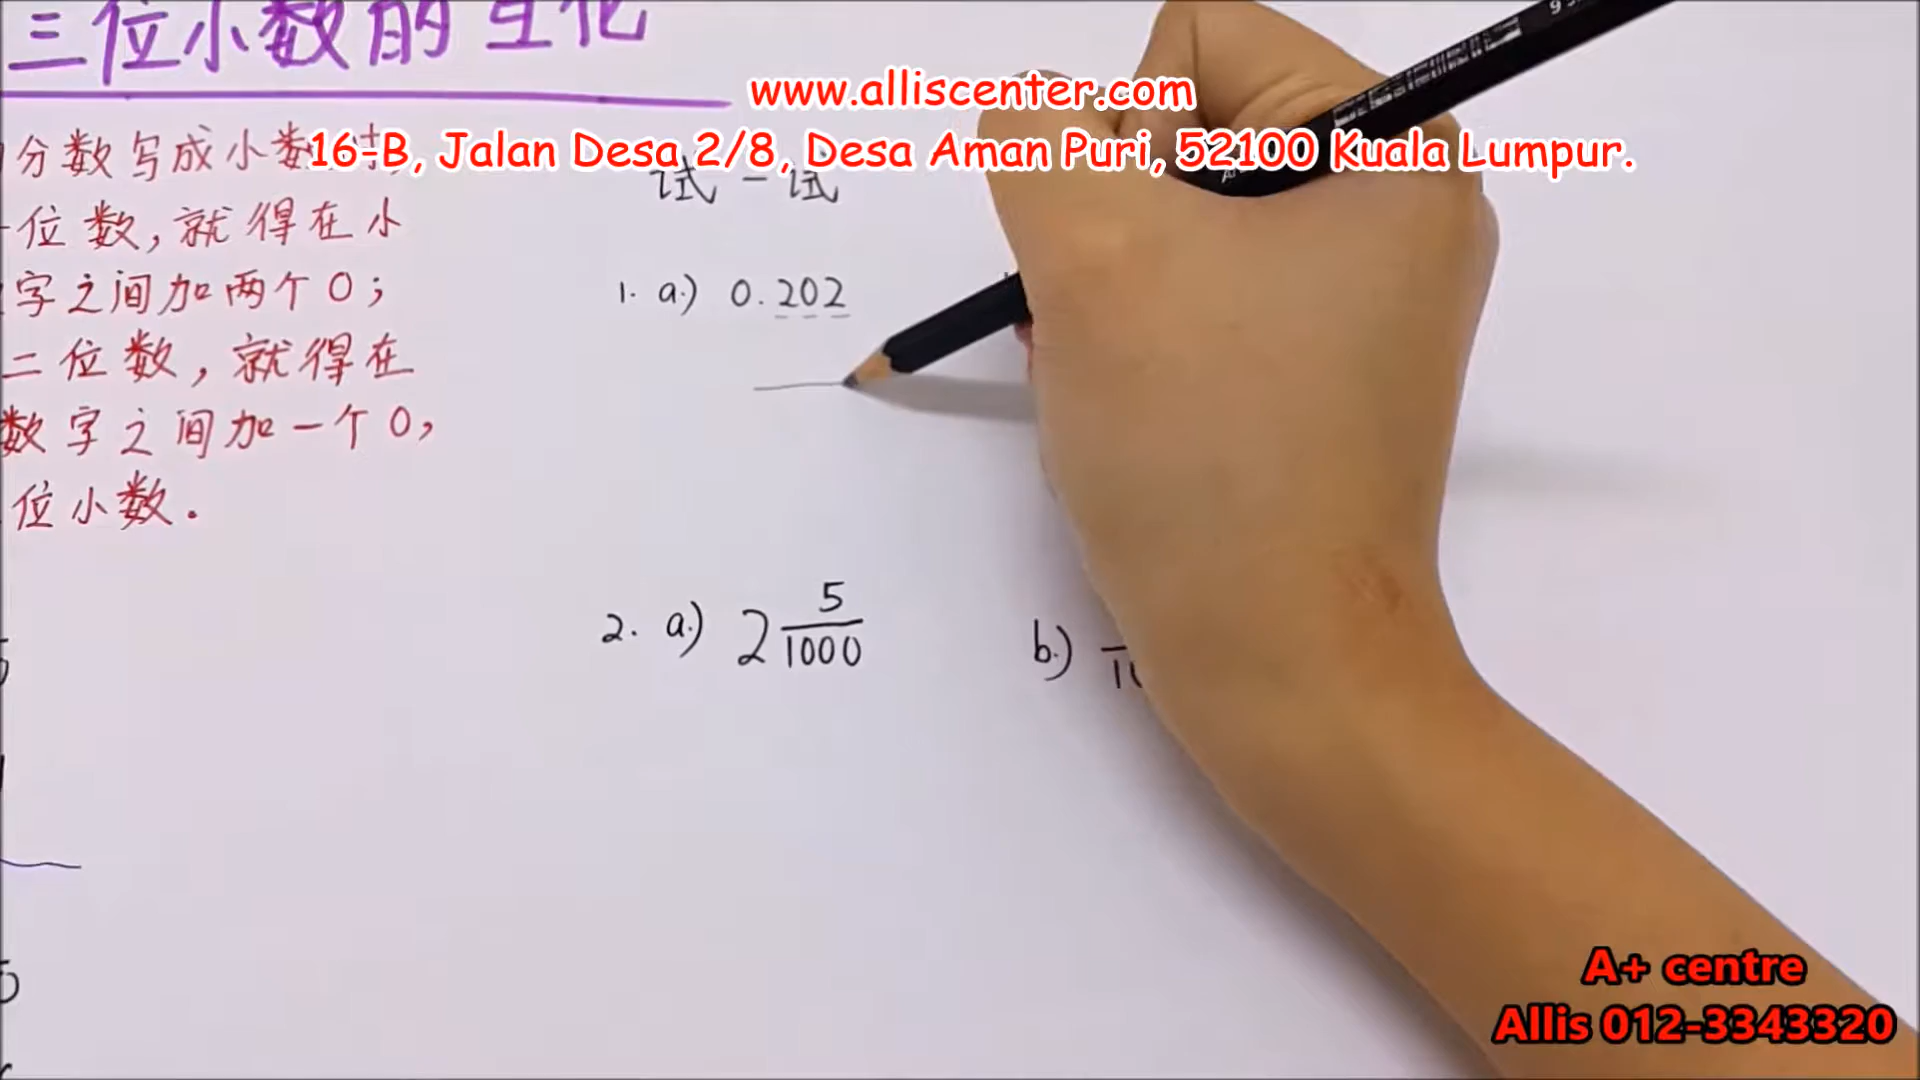 三位小数的互化
www.alliscenter.com
16-B, Jalan Desa 2/8, Desa Aman Puri, 52100 Kuala Lumpur.
分数写成小数时,
位数,就得在小
字之间加两个0;
二位数,就得在
数字之间加一个0,
位小数.
试一试
1. a.) 0.202
2. a.) 2 5/1000
b.)
A+ centre
Allis 012-3343320